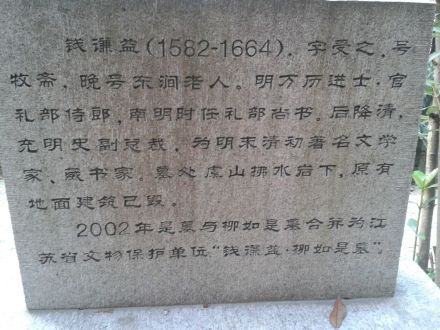 钱谦益(1582-1664)，字受之，号
牧斋，晚号东涧老人。明万历进士，官
礼部侍郎，南明时任礼部尚书。后降清，
充明史副总裁，为明末清初著名文学
家、藏书家。墓处虞山拂水岩下，原有
地面建筑已毁。
2002年是墓与柳如是墓合并为江
苏省文物保护单位“钱谦益·柳如是墓”。